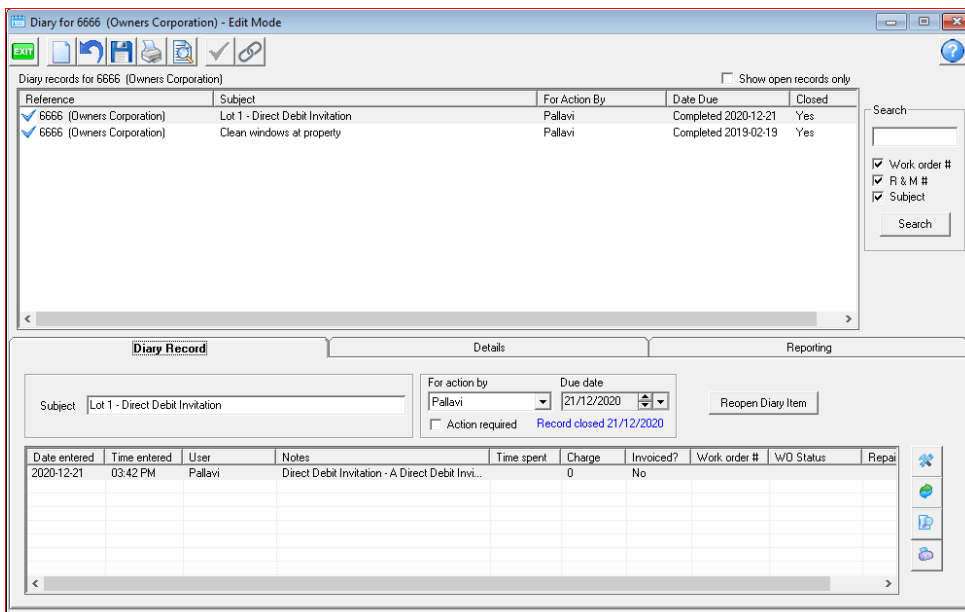 Diary for 6666 (Owners Corporation) - Edit Mode
EXIT
?
Diary records for 6666 (Owners Corporation)
Show open records only
Reference Subject For Action By Date Due Closed
6666 (Owners Corporation) Lot 1 - Direct Debit Invitation Pallavi Completed 2020-12-21 Yes
6666 (Owners Corporation) Clean windows at property Pallavi Completed 2019-02-19 Yes
Search
Work order #
R & M #
Subject
Search
Diary Record Details Reporting
For action by Due date
Subject Lot 1 - Direct Debit Invitation Pallavi 21/12/2020 Reopen Diary Item
Action required Record closed 21/12/2020
Date entered Time entered User Notes Time spent Charge Invoiced? Work order # WO Status Repai
2020-12-21 03:42 PM Pallavi Direct Debit Invitation - A Direct Debit Invi... 0 No